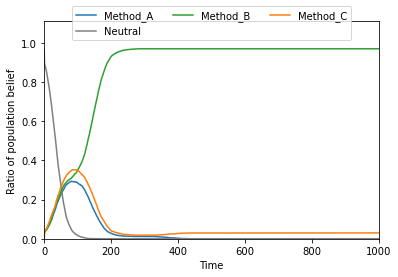 Method_A Method_B Method_C
Neutral
1.0
0.8
0.6
0.4
0.2
0.0
Ratio of population belief
0 200 400 600 800 1000
Time